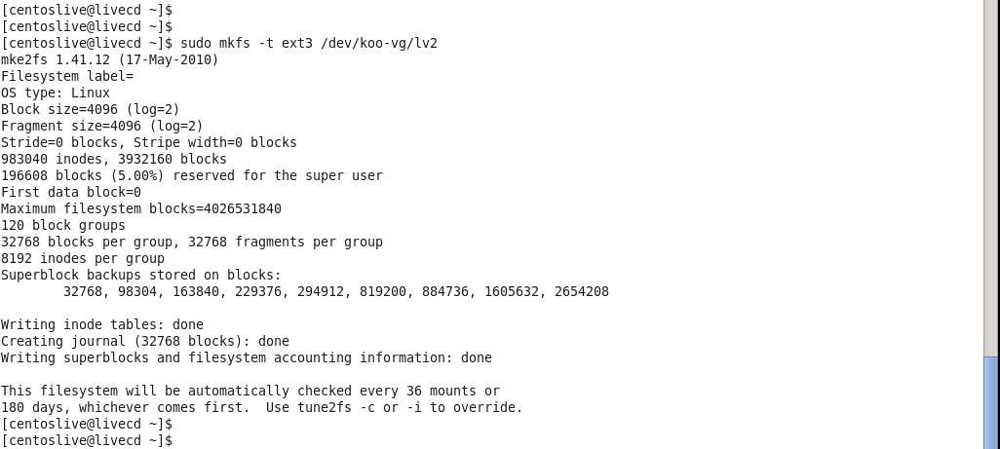 [centoslive@livecd ~]$
[centoslive@livecd ~]$
[centoslive@livecd ~]$ sudo mkfs -t ext3 /dev/koo-vg/lv2
mke2fs 1.41.12 (17-May-2010)
Filesystem label=
OS type: Linux
Block size=4096 (log=2)
Fragment size=4096 (log=2)
Stride=0 blocks, Stripe width=0 blocks
983040 inodes, 3932160 blocks
196608 blocks (5.00%) reserved for the super user
First data block=0
Maximum filesystem blocks=4026531840
120 block groups
32768 blocks per group, 32768 fragments per group
8192 inodes per group
Superblock backups stored on blocks:
        32768, 98304, 163840, 229376, 294912, 819200, 884736, 1605632, 2654208

Writing inode tables: done
Creating journal (32768 blocks): done
Writing superblocks and filesystem accounting information: done

This filesystem will be automatically checked every 36 mounts or
180 days, whichever comes first.  Use tune2fs -c or -i to override.
[centoslive@livecd ~]$
[centoslive@livecd ~]$